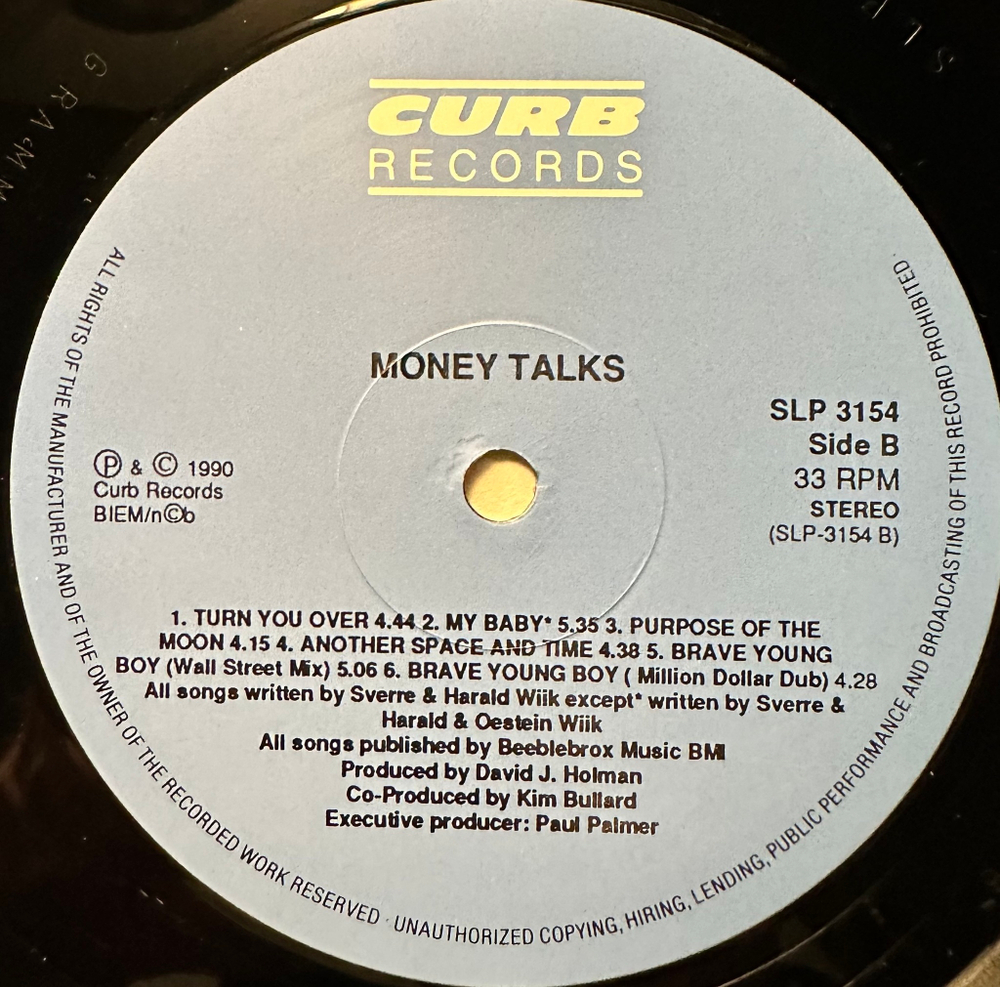 CURB
RECORDS
MONEY TALKS
SLP 3154
Side B
33 RPM
STEREO
(SLP-3154 B)
Ⓟ & © 1990
Curb Records
BIEM/n©b
1. TURN YOU OVER 4.44 2. MY BABY* 5.35 3. PURPOSE OF THE
MOON 4.15 4. ANOTHER SPACE AND TIME 4.38 5. BRAVE YOUNG
BOY (Wall Street Mix) 5.06 6. BRAVE YOUNG BOY ( Million Dollar Dub) 4.28
All songs written by Sverre & Harald Wiik except* written by Sverre &
Harald & Oestein Wiik
All songs published by Beeblebrox Music BMI
Produced by David J. Holman
Co-Produced by Kim Bullard
Executive producer: Paul Palmer
ALL RIGHTS OF THE MANUFACTURER AND OF THE OWNER OF THE RECORDED WORK RESERVED · UNAUTHORIZED COPYING, HIRING, LENDING, PUBLIC PERFORMANCE AND BROADCASTING OF THIS RECORD PROHIBITED